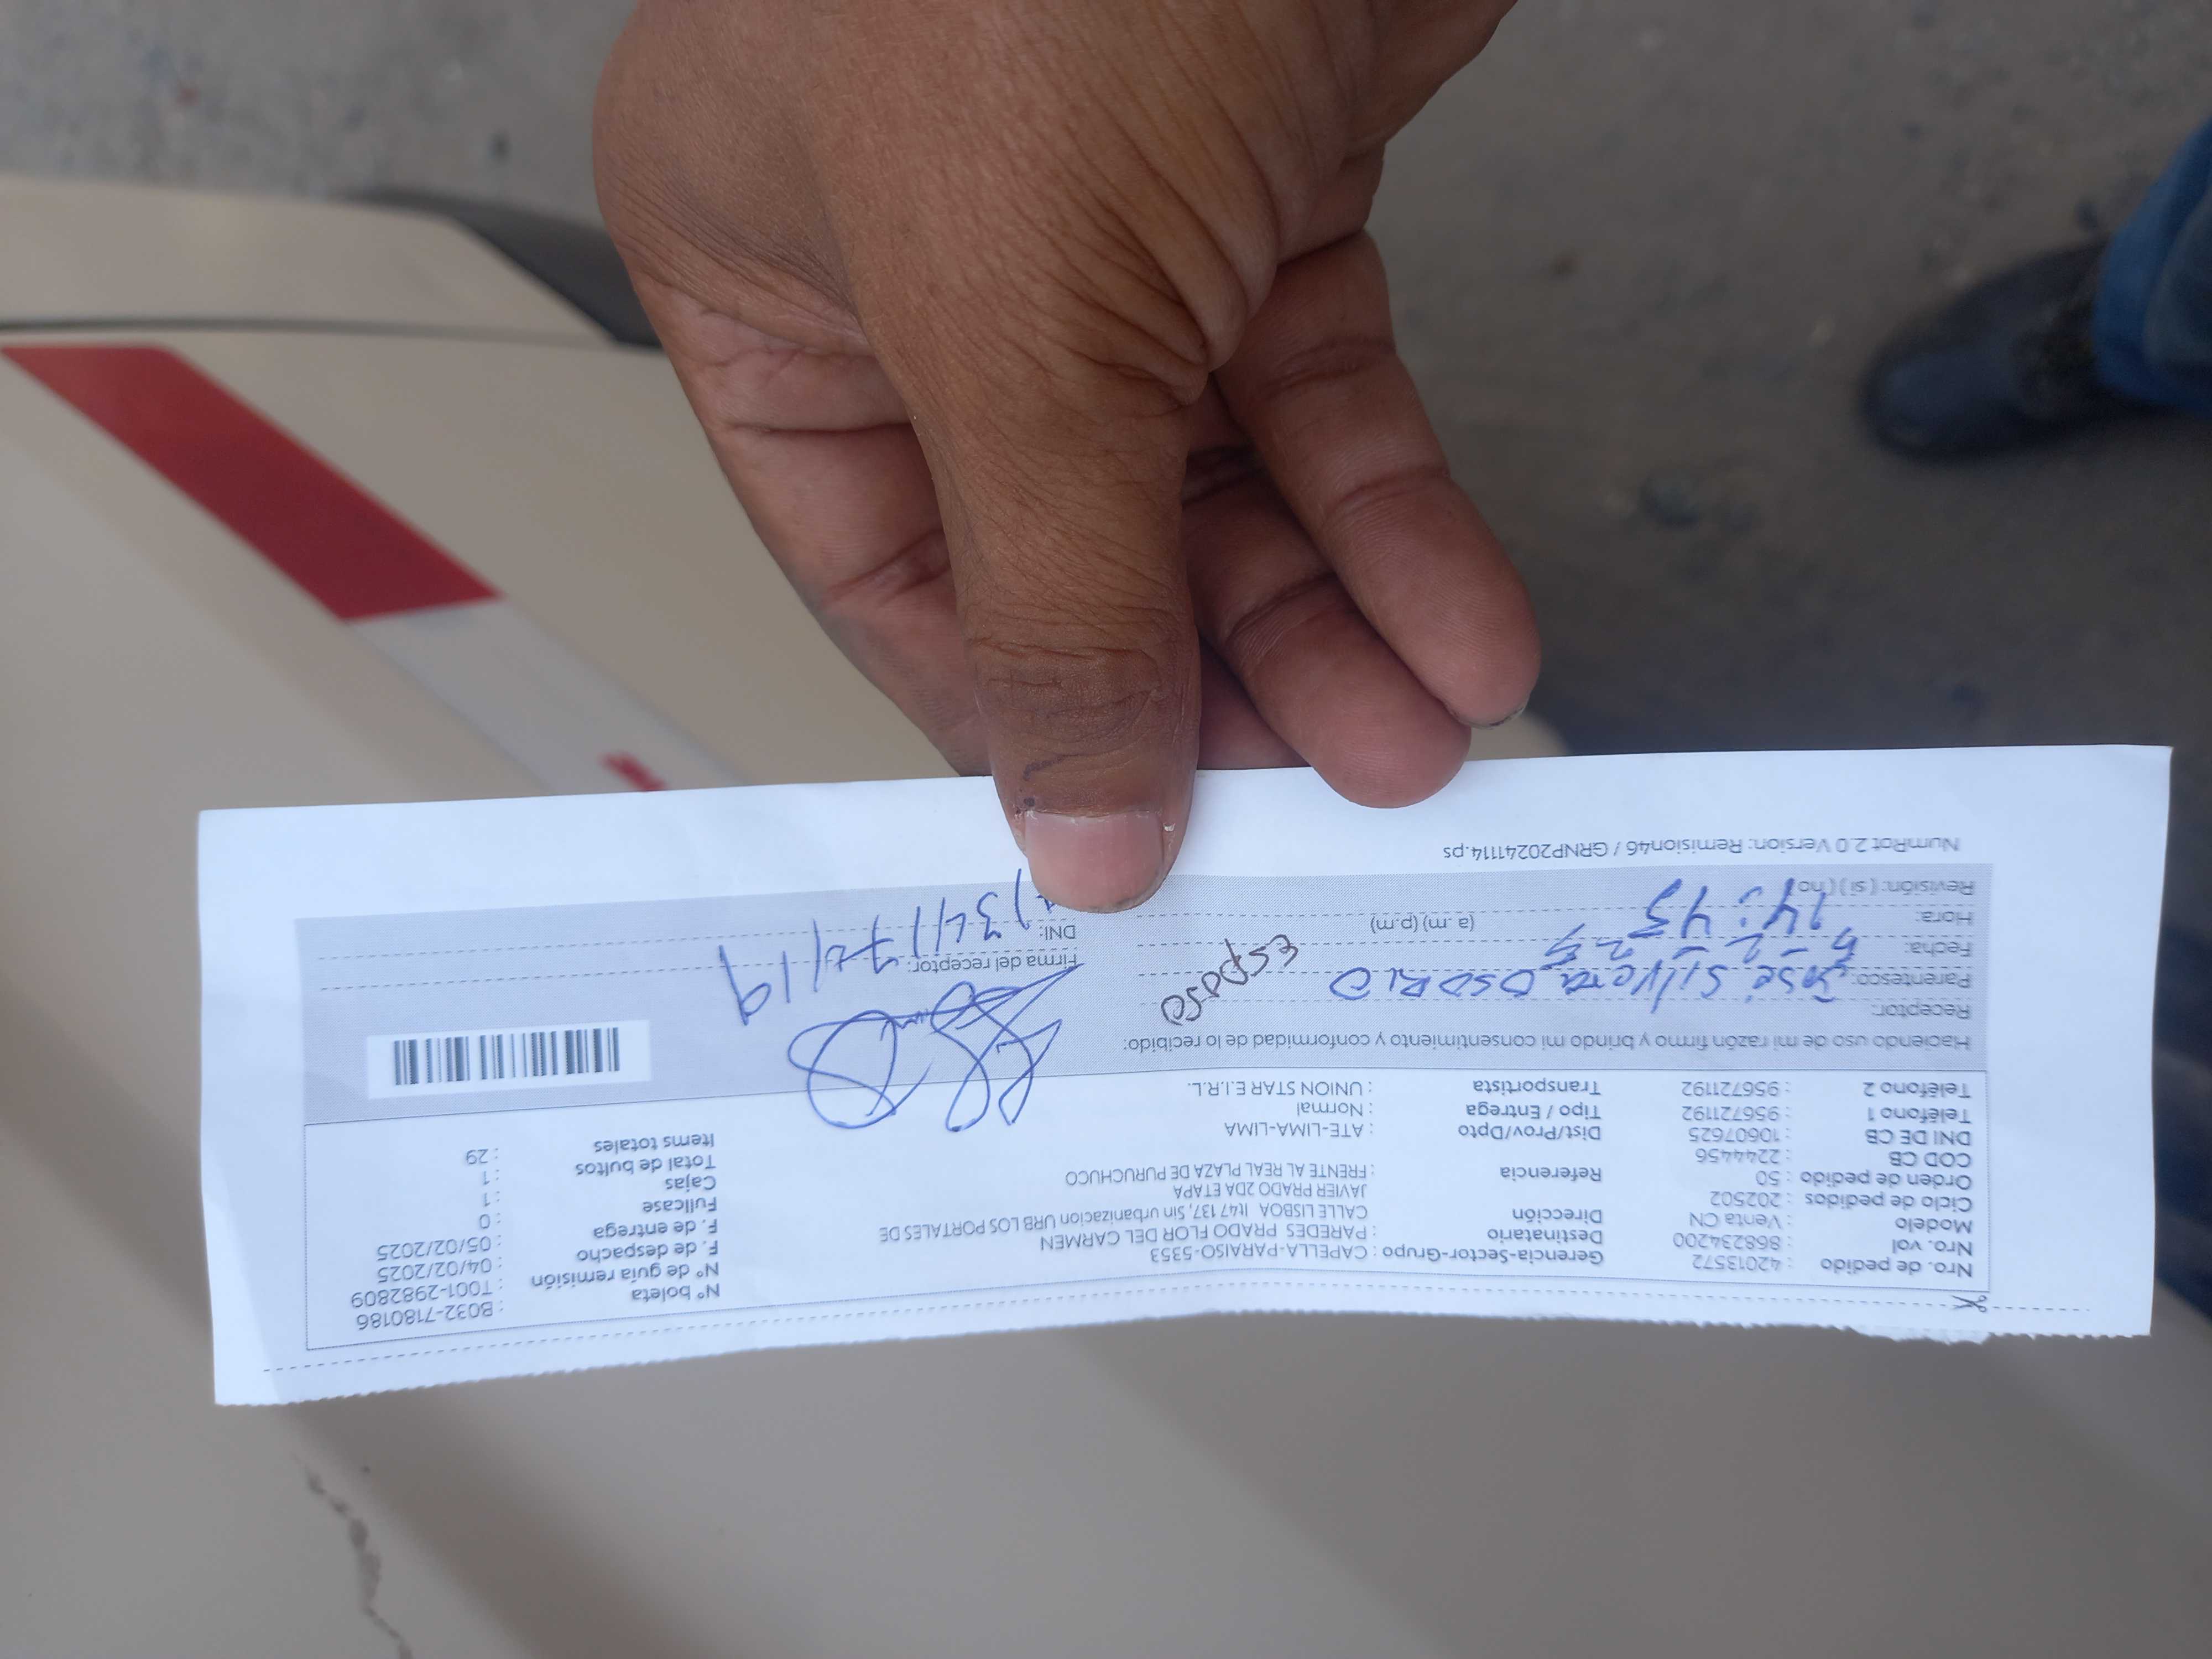 Nro. de pedido : 42013572
Nro. vol : 868234200
Modelo : Venta CN
Ciclo de pedidos : 202502
Orden de pedido : 50
COD CB : 2244456
DNI DE CB : 10607625
Teléfono 1 : 956721192
Teléfono 2 : 956721192
Gerencia-Sector-Grupo : CAPELLA-PARAISO-5353
Destinatario : PAREDES PRADO FLOR DEL CARMEN
Dirección CALLE LISBOA lt47 137, Sin urbanizacion URB LOS PORTALES DE
JAVIER PRADO 2DA ETAPA
Referencia : FRENTE AL REAL PLAZA DE PURUCHUCO
Dist/Prov/Dpto : ATE-LIMA-LIMA
Tipo / Entrega : Normal
Transportista : UNION STAR E.I.R.L.
N° boleta : B032-7180186
N° de guía remisión : T001-2982809
F. de despacho : 04/02/2025
F. de entrega : 05/02/2025
Fullcase : 0
Cajas : 1
Total de bultos : 1
Items totales : 29
Haciendo uso de mi razón firmo y brindo mi consentimiento y conformidad de lo recibido:
Receptor: José Silvera OSORIO
Parentesco: ESPOSO
Fecha: 5-2-25
Hora: 14:45 (a.m) (p.m)
Revisión: ( si ) ( no )
Firma del receptor:
DNI:
NumRot 2.0 Version: Remision46 / GRNP20241114.ps